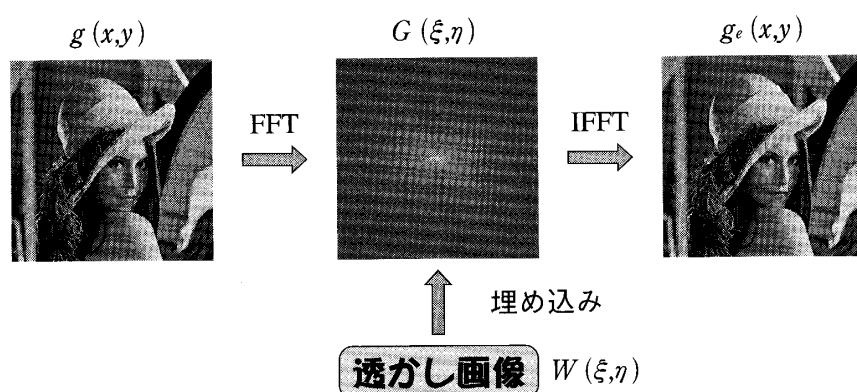 g (x,y) G (ξ,η) gₑ (x,y)
FFT IFFT
埋め込み
透かし画像 W (ξ,η)